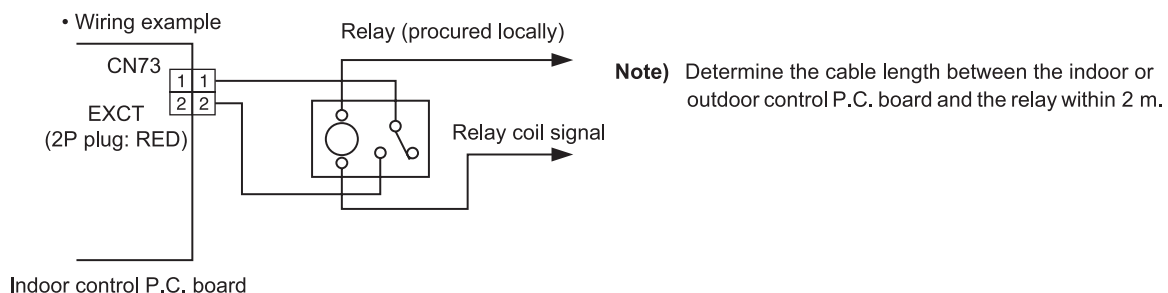 • Wiring example
Relay (procured locally)
CN73
1 1
2 2
EXCT
(2P plug: RED)
Relay coil signal
Indoor control P.C. board
Note) Determine the cable length between the indoor or
outdoor control P.C. board and the relay within 2 m.